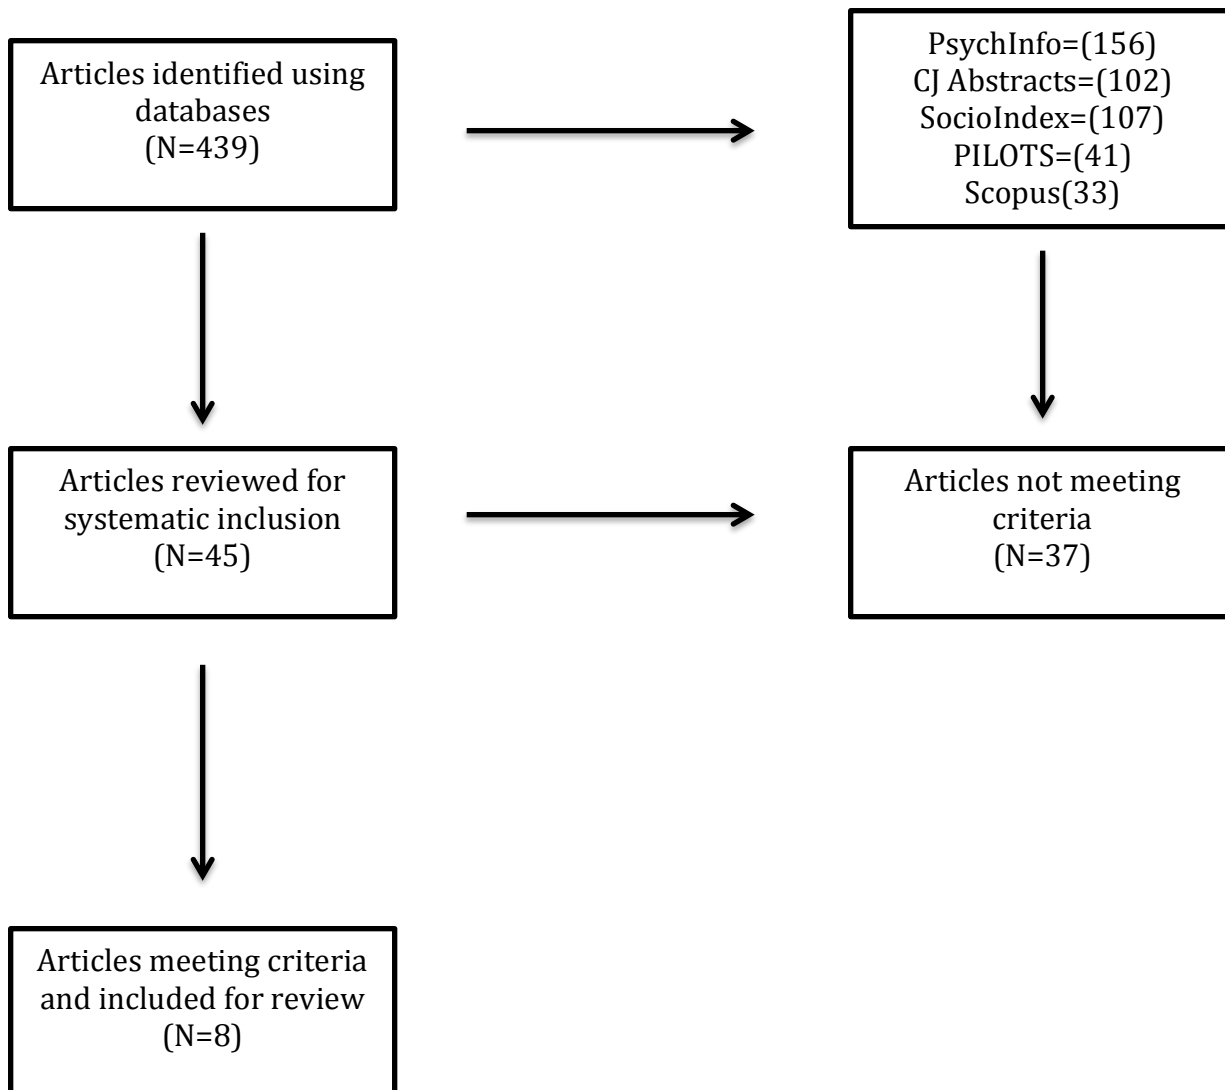 Articles identified using
databases
(N=439)
PsychInfo=(156)
CJ Abstracts=(102)
SocioIndex=(107)
PILOTS=(41)
Scopus(33)
Articles reviewed for
systematic inclusion
(N=45)
Articles not meeting
criteria
(N=37)
Articles meeting criteria
and included for review
(N=8)